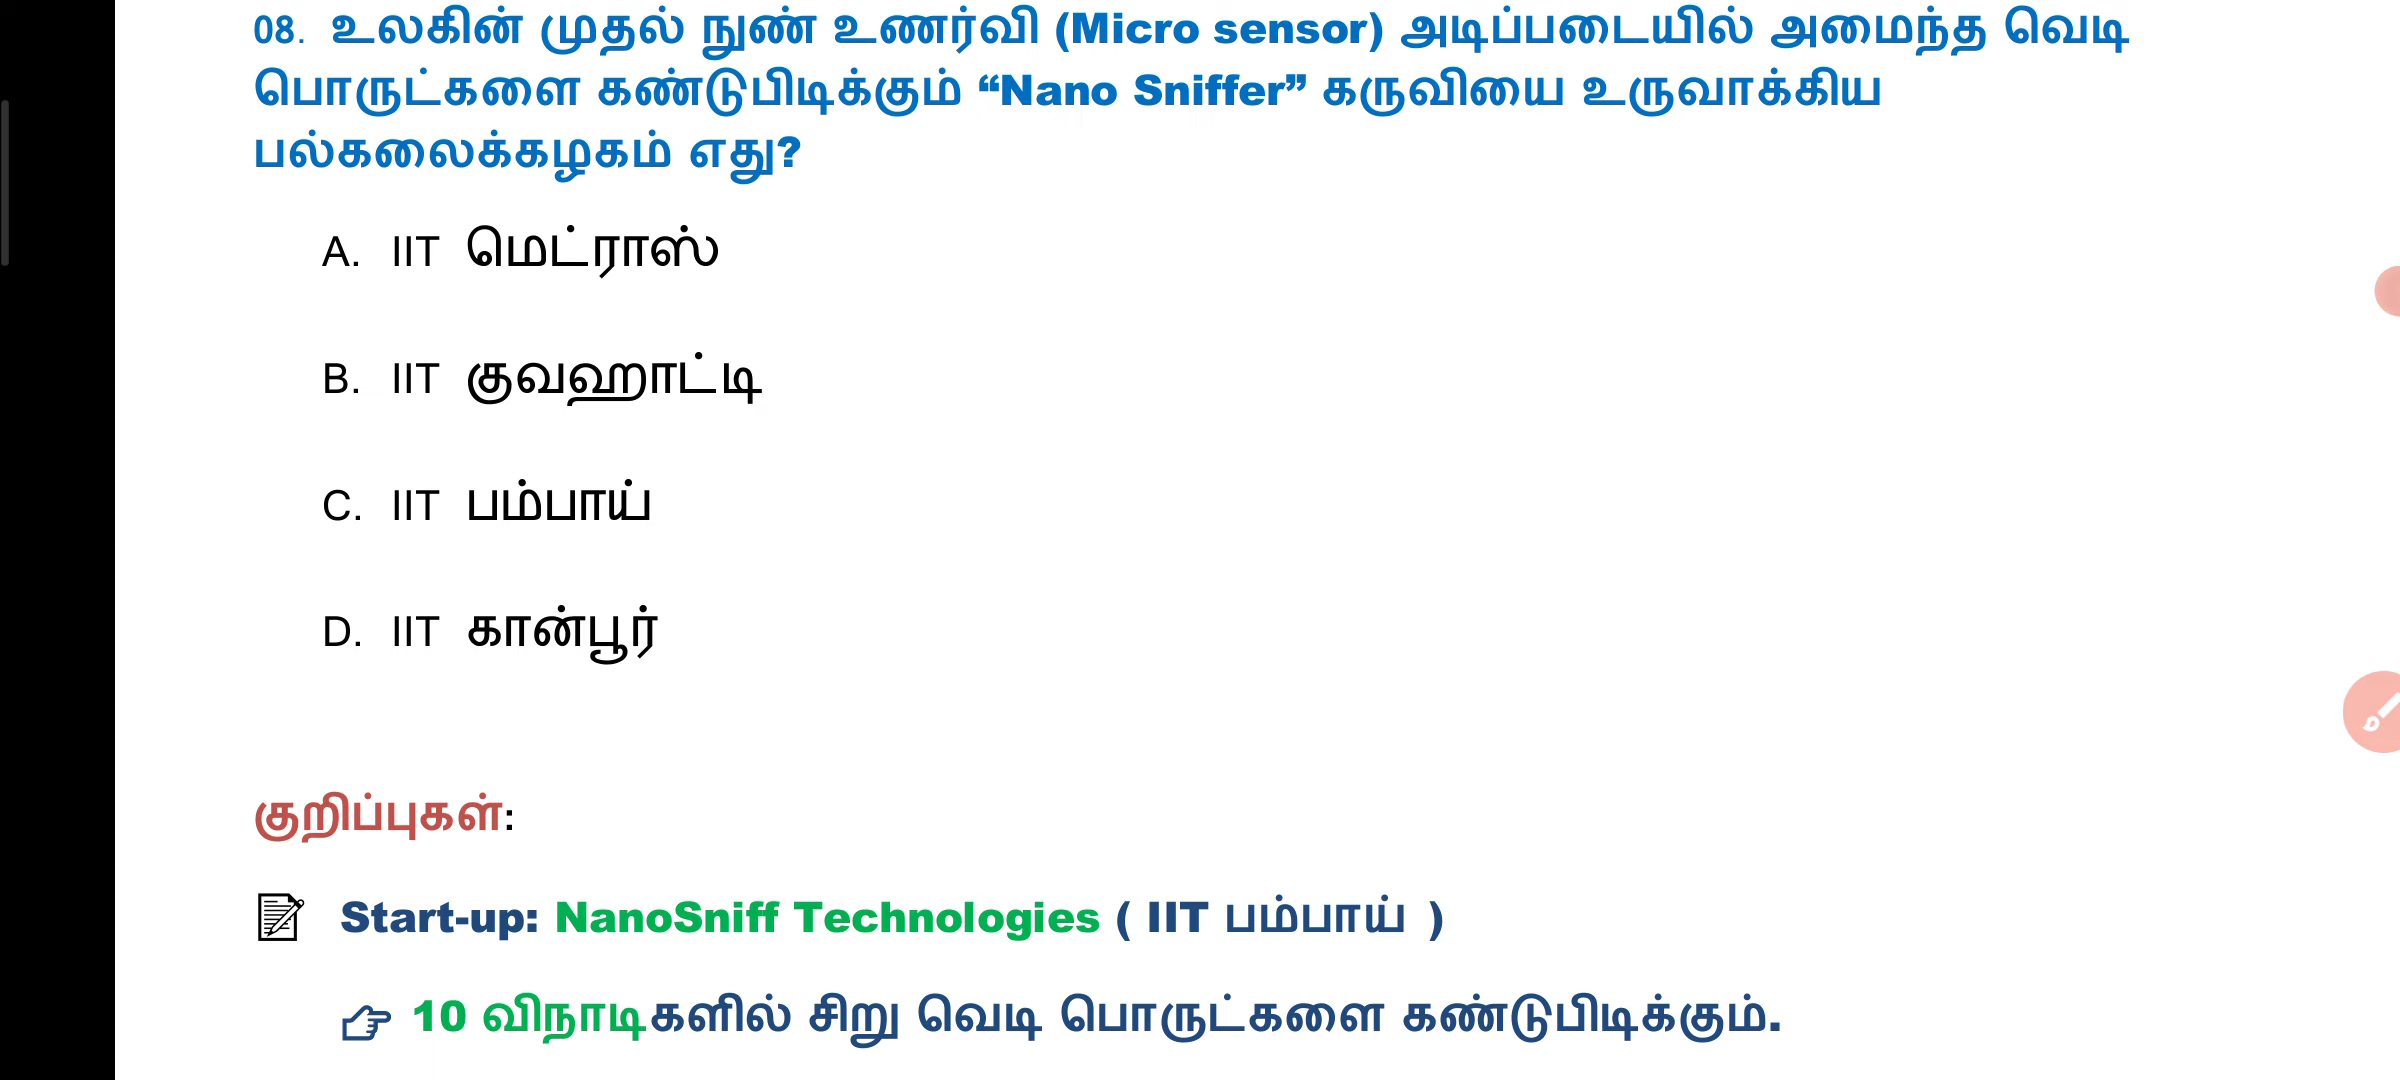 08. உலகின் முதல் நுண் உணர்வி (Micro sensor) அடிப்படையில் அமைந்த வெடி
பொருட்களை கண்டுபிடிக்கும் “Nano Sniffer” கருவியை உருவாக்கிய
பல்கலைக்கழகம் எது?
A. IIT மெட்ராஸ்
B. IIT குவஹாட்டி
C. IIT பம்பாய்
D. IIT கான்பூர்
குறிப்புகள்:
Start-up: NanoSniff Technologies ( IIT பம்பாய் )
10 விநாடிகளில் சிறு வெடி பொருட்களை கண்டுபிடிக்கும்.